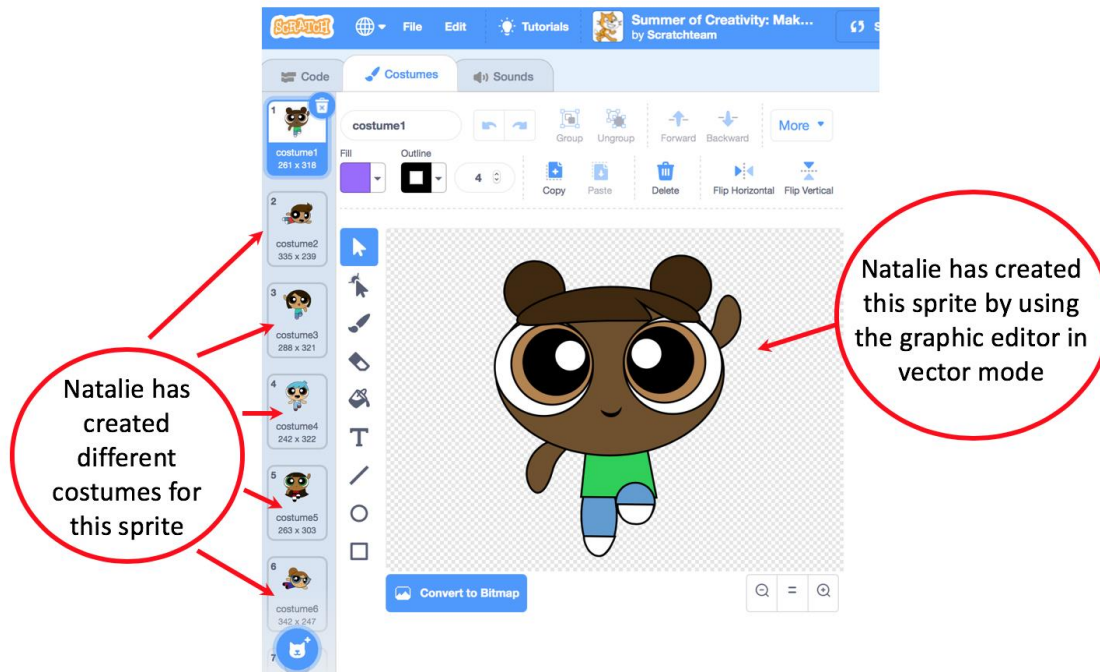 SCRATCH File Edit Tutorials Summer of Creativity: Mak...
by Scratchteam
Code Costumes Sounds
1
costume1
261 x 318
2
costume2
335 x 239
3
costume3
288 x 321
4
costume4
242 x 322
5
costume5
263 x 303
6
costume6
342 x 247
7
costume1
Group Ungroup Forward Backward More
Fill Outline
4
Copy Paste Delete Flip Horizontal Flip Vertical
T
Convert to Bitmap
=
Natalie has
created
different
costumes for
this sprite
Natalie has created
this sprite by using
the graphic editor in
vector mode